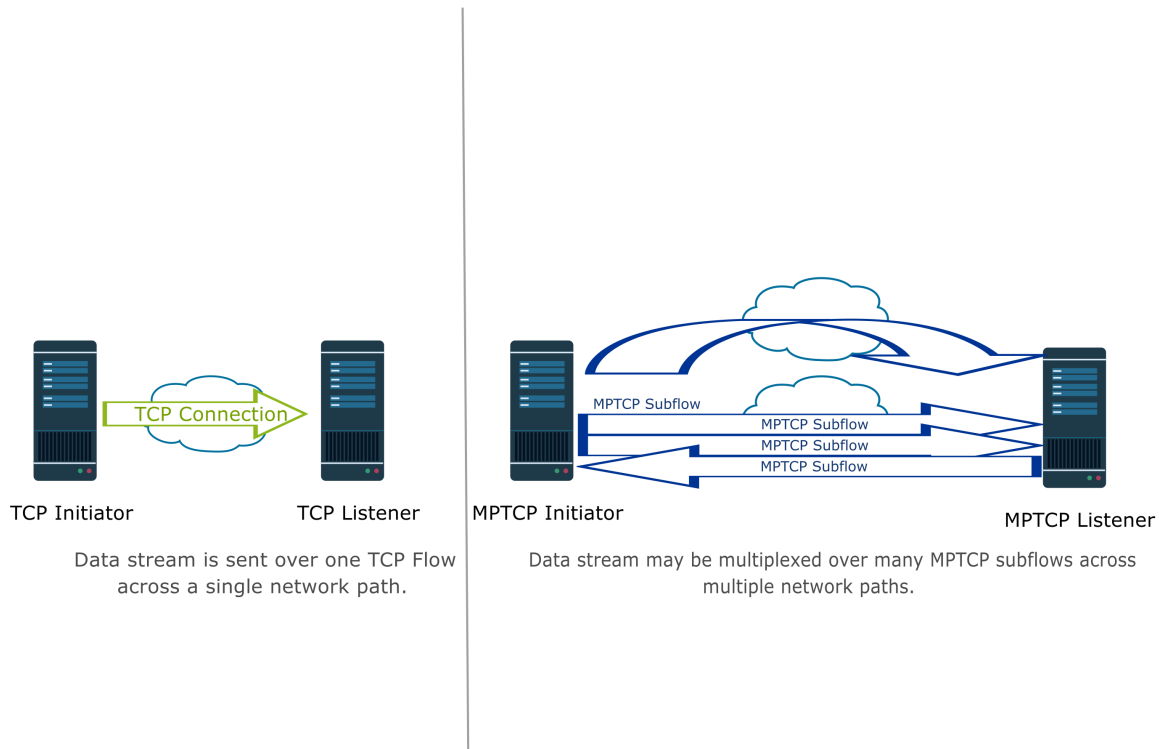 TCP Connection
TCP Initiator
TCP Listener
Data stream is sent over one TCP Flow
across a single network path.
MPTCP Subflow
MPTCP Subflow
MPTCP Subflow
MPTCP Subflow
MPTCP Initiator
MPTCP Listener
Data stream may be multiplexed over many MPTCP subflows across
multiple network paths.